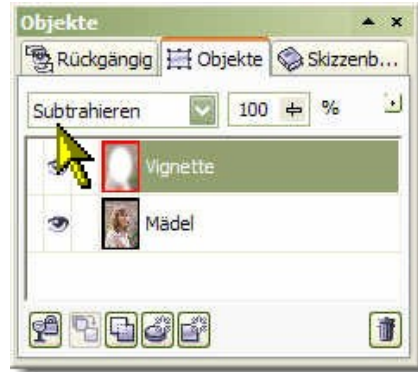 Objekte
Rückgängig Objekte Skizzenb...
Subtrahieren 100 %
Vignette
Mädel